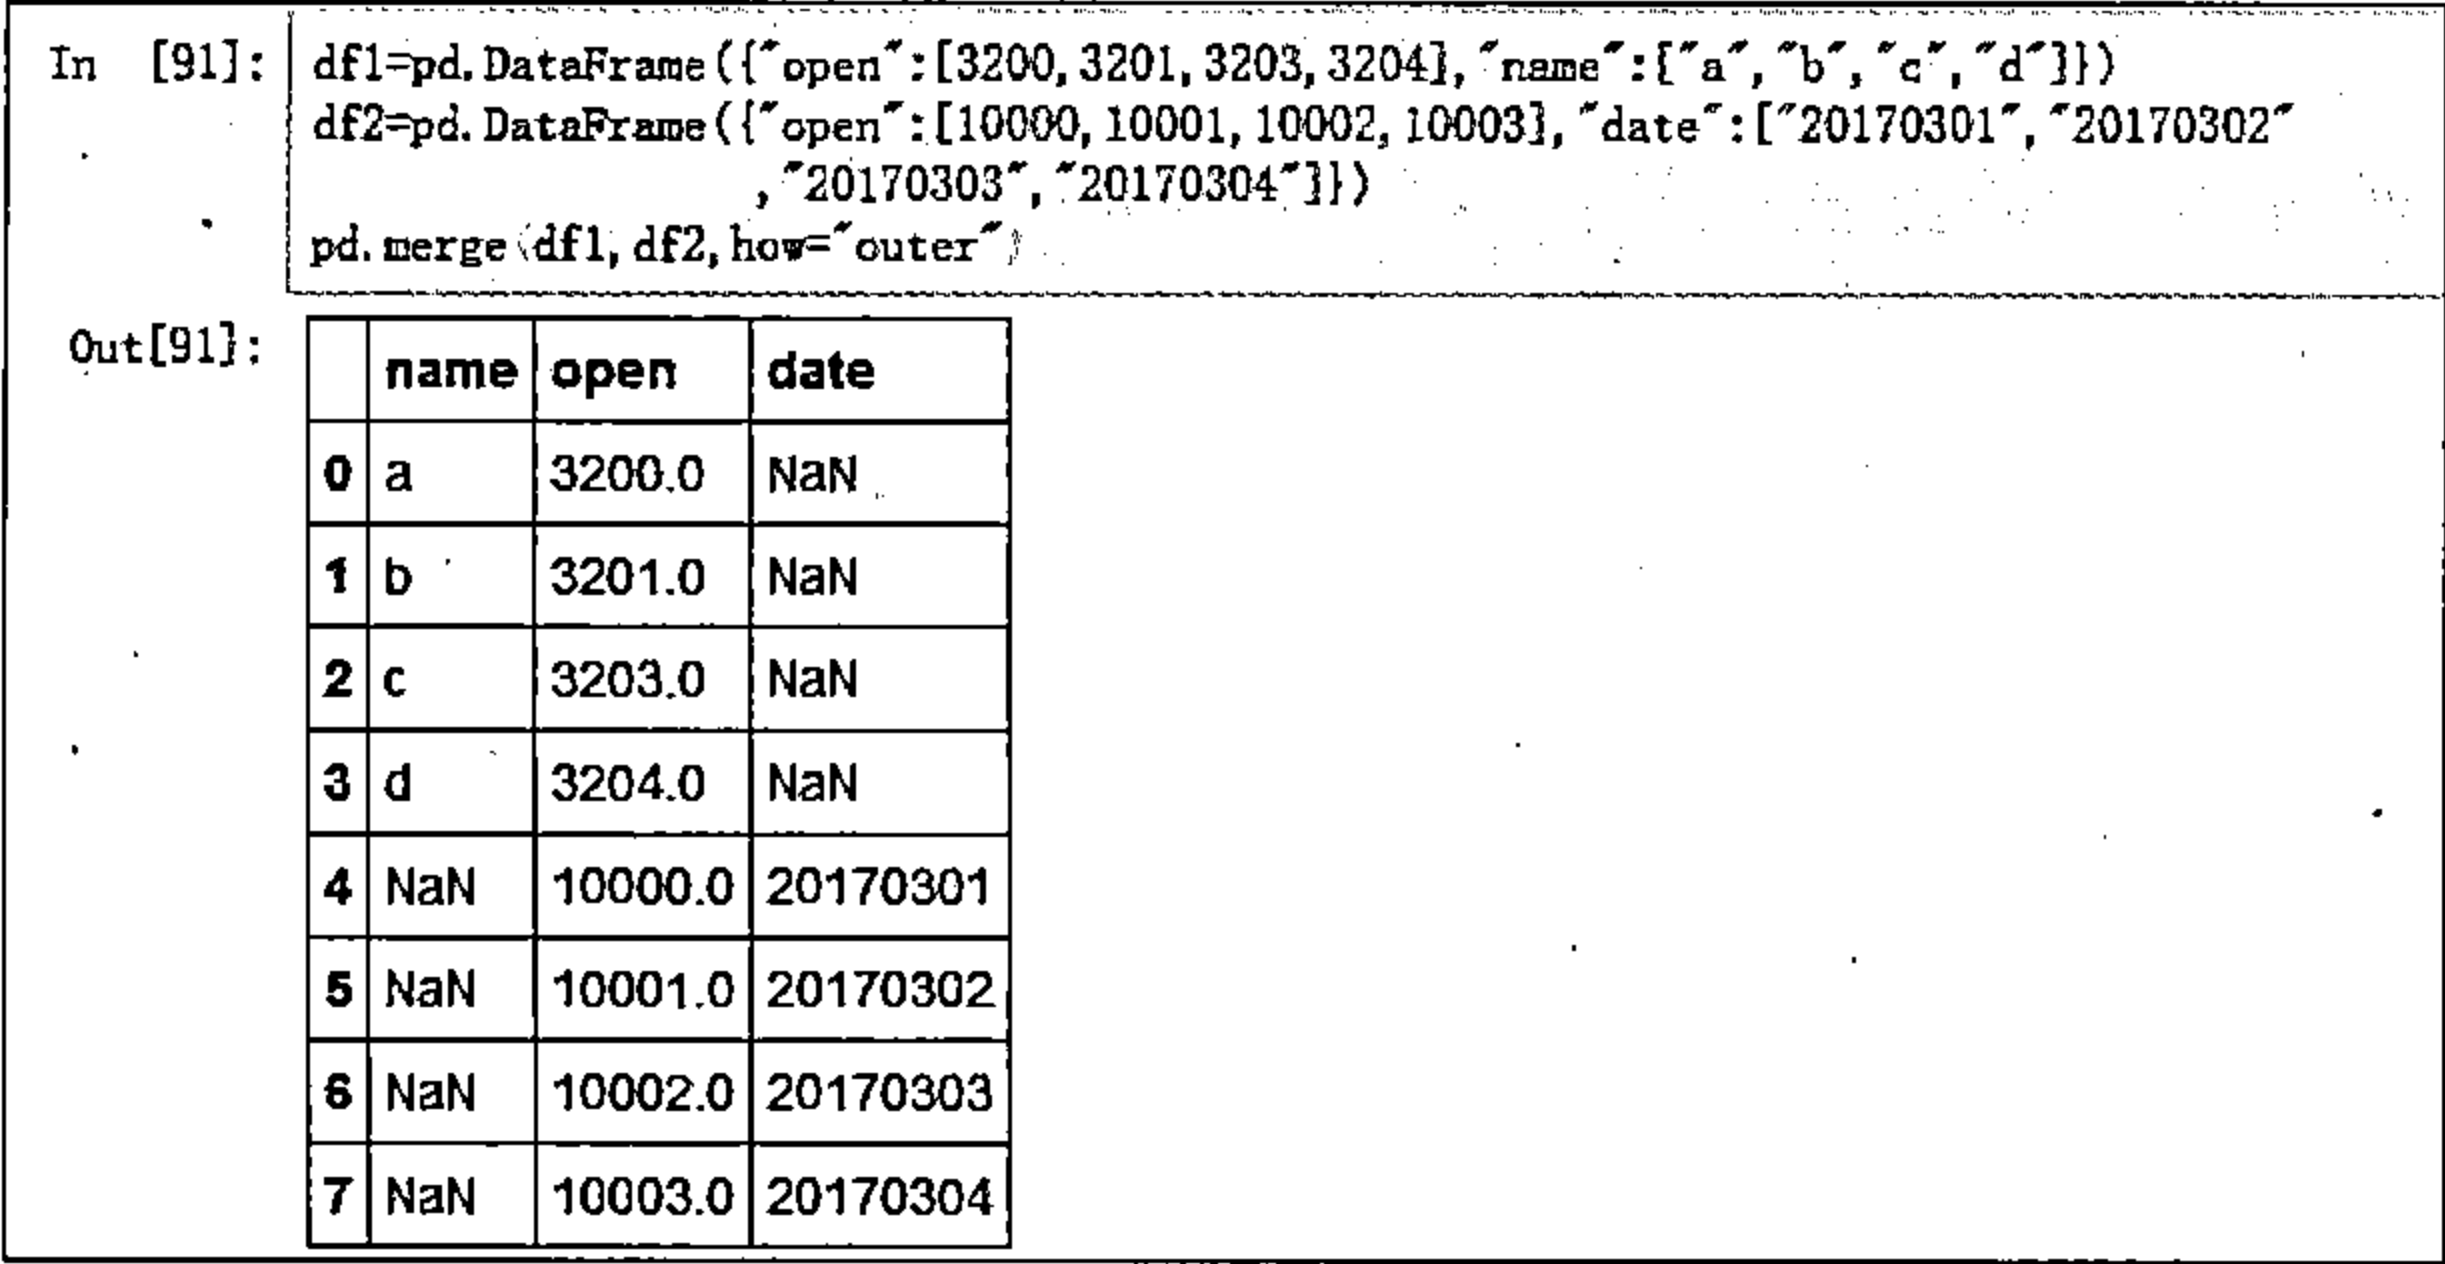 In [91]: df1=pd.DataFrame({"open":[3200,3201,3203,3204],"name":["a","b","c","d"]})
df2=pd.DataFrame({"open":[10000,10001,10002,10003],"date":["20170301","20170302"
,"20170303","20170304"]})
pd.merge(df1,df2,how="outer")
Out[91]:
name open date
0 a 3200.0 NaN
1 b 3201.0 NaN
2 c 3203.0 NaN
3 d 3204.0 NaN
4 NaN 10000.0 20170301
5 NaN 10001.0 20170302
6 NaN 10002.0 20170303
7 NaN 10003.0 20170304